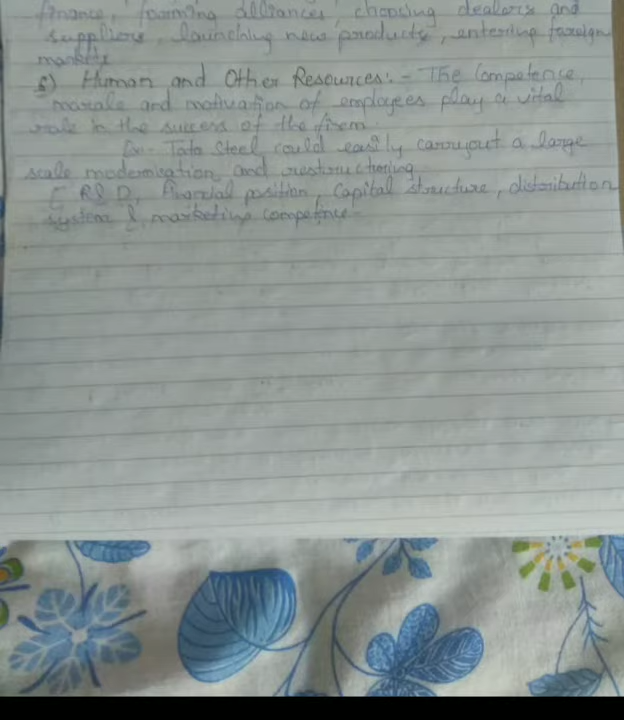 finance, forming alliances, choosing dealers and
suppliers, launching new products, entering foreign
markets
f) Human and Other Resources:- The Competence,
morale and motivation of employees play a vital
role in the success of the firm.
Ex- Tata Steel could easily carryout a large
scale modernisation and restructuring
[ R&D, Financial position, Capital structure, distribution
system & marketing competence